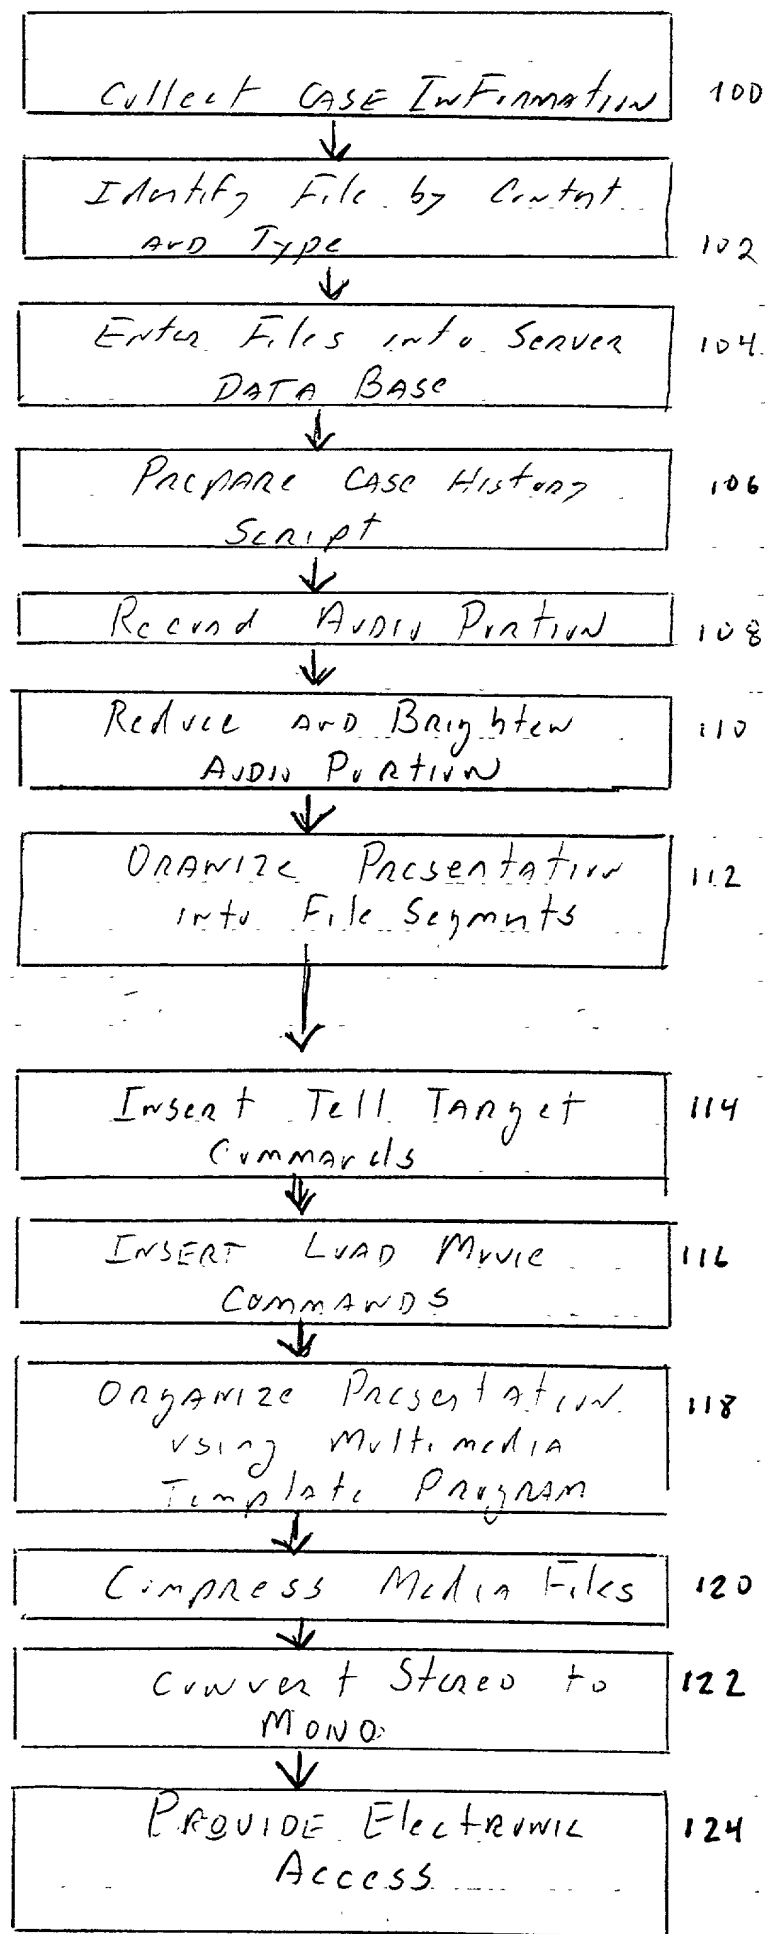 Collect CASE INFORMATION 100
Identify File by Content
AND Type 102
Enter Files into Server 104
DATA BASE
PREPARE CASE History 106
Script
Record AUDIO PORTION 108
Reduce AND Brighten 110
AUDIO PORTION
ORANIZE PRESENTATION 112
into File Segmnts
Insert Tell TARget 114
Commands
INSERT LOAD Movie 116
COMMANDS
ORgANIZE PresentAtion 118
using Multimedia
Template PROgRAM
Compress Media Files 120
Convert Stereo to 122
MONO
PROVIDE ElectRONIC 124
Access